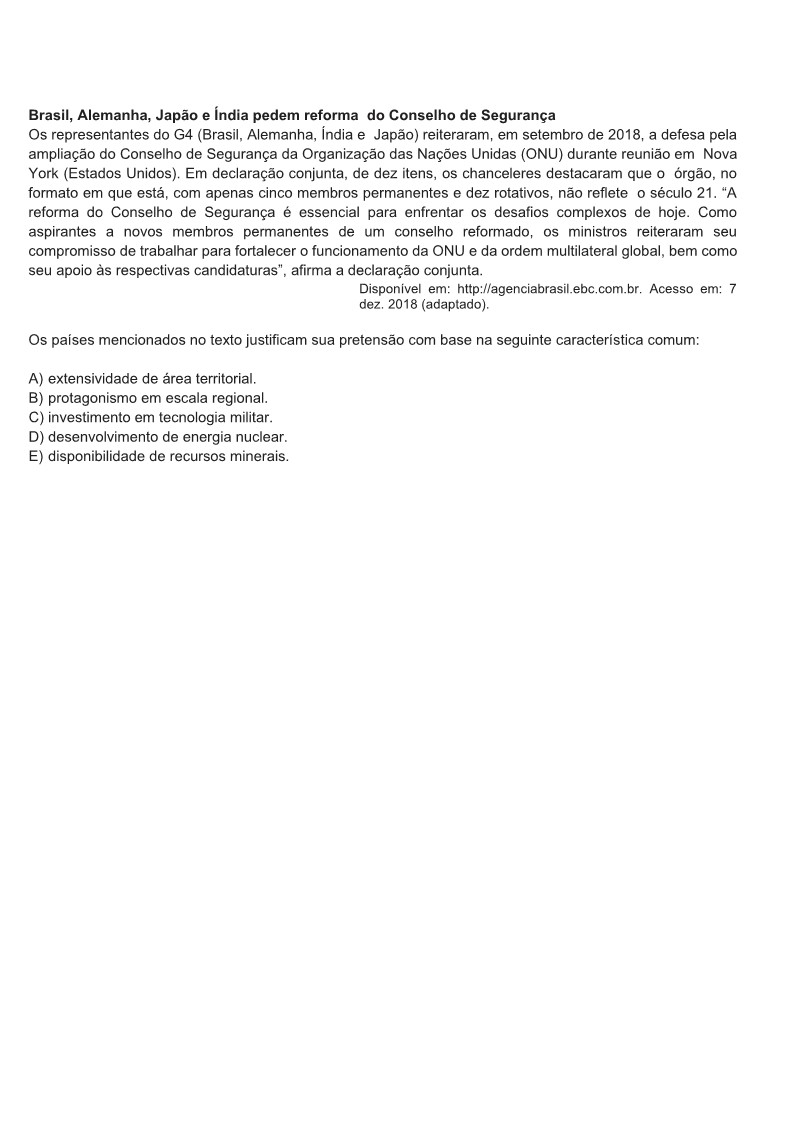 Brasil, Alemanha, Japão e Índia pedem reforma  do Conselho de Segurança
Os representantes do G4 (Brasil, Alemanha, Índia e  Japão) reiteraram, em setembro de 2018, a defesa pela
ampliação do Conselho de Segurança da Organização das Nações Unidas (ONU) durante reunião em  Nova
York (Estados Unidos). Em declaração conjunta, de dez itens, os chanceleres destacaram que o  órgão, no
formato em que está, com apenas cinco membros permanentes e dez rotativos, não reflete  o século 21. “A
reforma do Conselho de Segurança é essencial para enfrentar os desafios complexos de hoje. Como
aspirantes a novos membros permanentes de um conselho reformado, os ministros reiteraram seu
compromisso de trabalhar para fortalecer o funcionamento da ONU e da ordem multilateral global, bem como
seu apoio às respectivas candidaturas”, afirma a declaração conjunta.
Disponível em: http://agenciabrasil.ebc.com.br. Acesso em: 7
dez. 2018 (adaptado).
Os países mencionados no texto justificam sua pretensão com base na seguinte característica comum:
A) extensividade de área territorial.
B) protagonismo em escala regional.
C) investimento em tecnologia militar.
D) desenvolvimento de energia nuclear.
E) disponibilidade de recursos minerais.